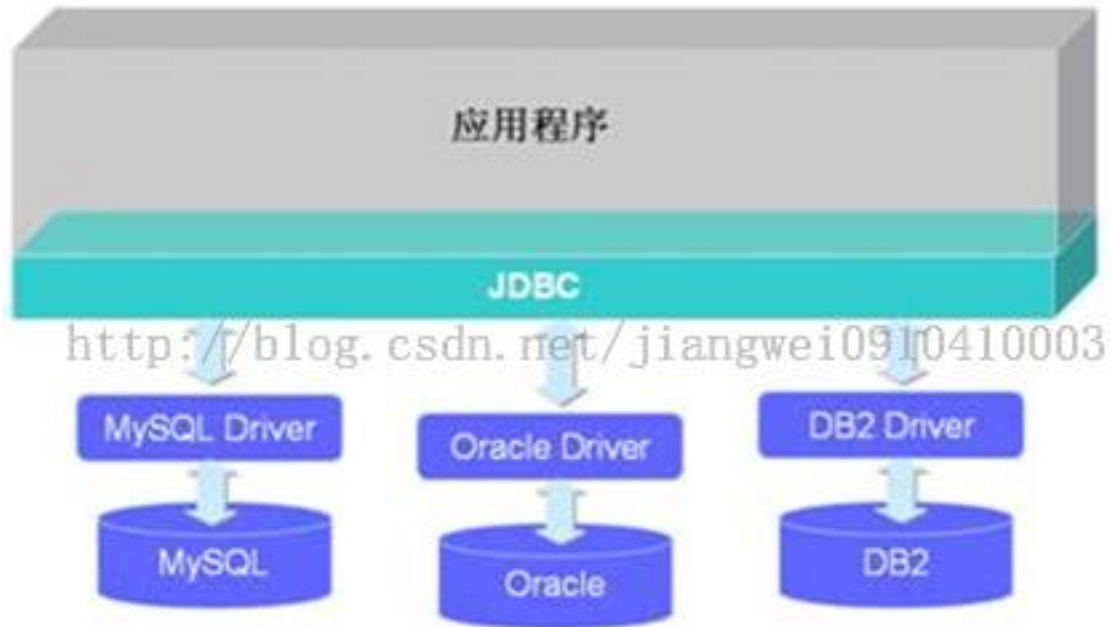 应用程序
JDBC
http://blog.csdn.net/jiangwei0910410003
MySQL Driver
Oracle Driver
DB2 Driver
MySQL
Oracle
DB2